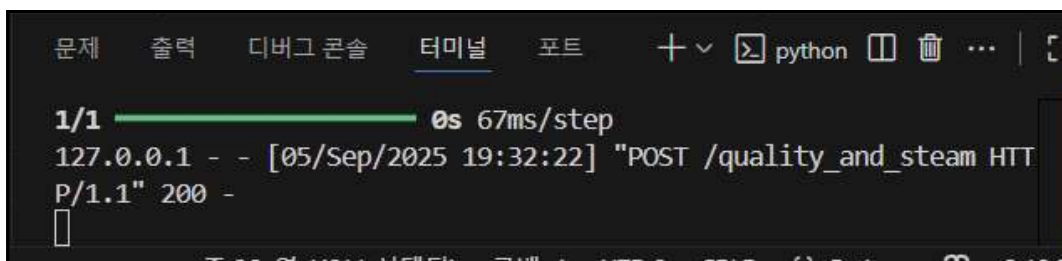 문제 출력 디버그 콘솔 터미널 포트 python
1/1 0s 67ms/step
127.0.0.1 - - [05/Sep/2025 19:32:22] "POST /quality_and_steam HTT
P/1.1" 200 -